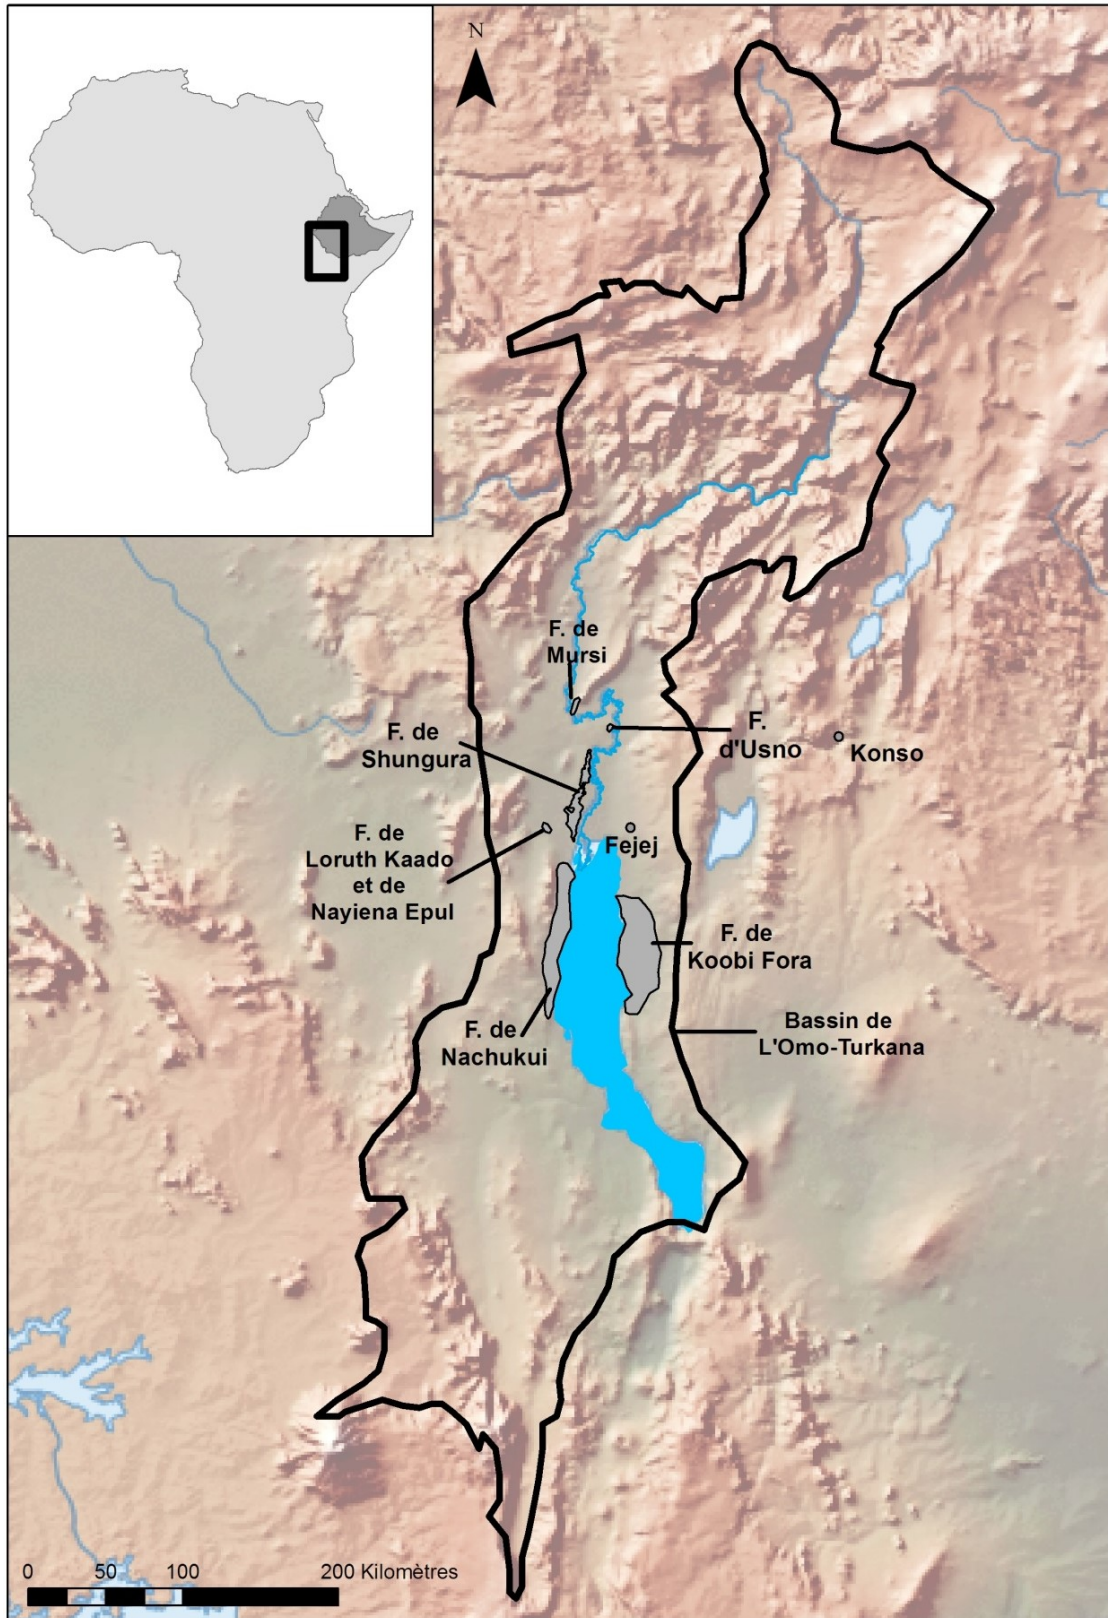 N
F. de
Mursi
F. de
Shungura
F.
d'Usno
Konso
F. de
Loruth Kaado
et de
Nayiena Epul
Fejej
F. de
Koobi Fora
F. de
Nachukui
Bassin de
L'Omo-Turkana
0 50 100 200 Kilomètres